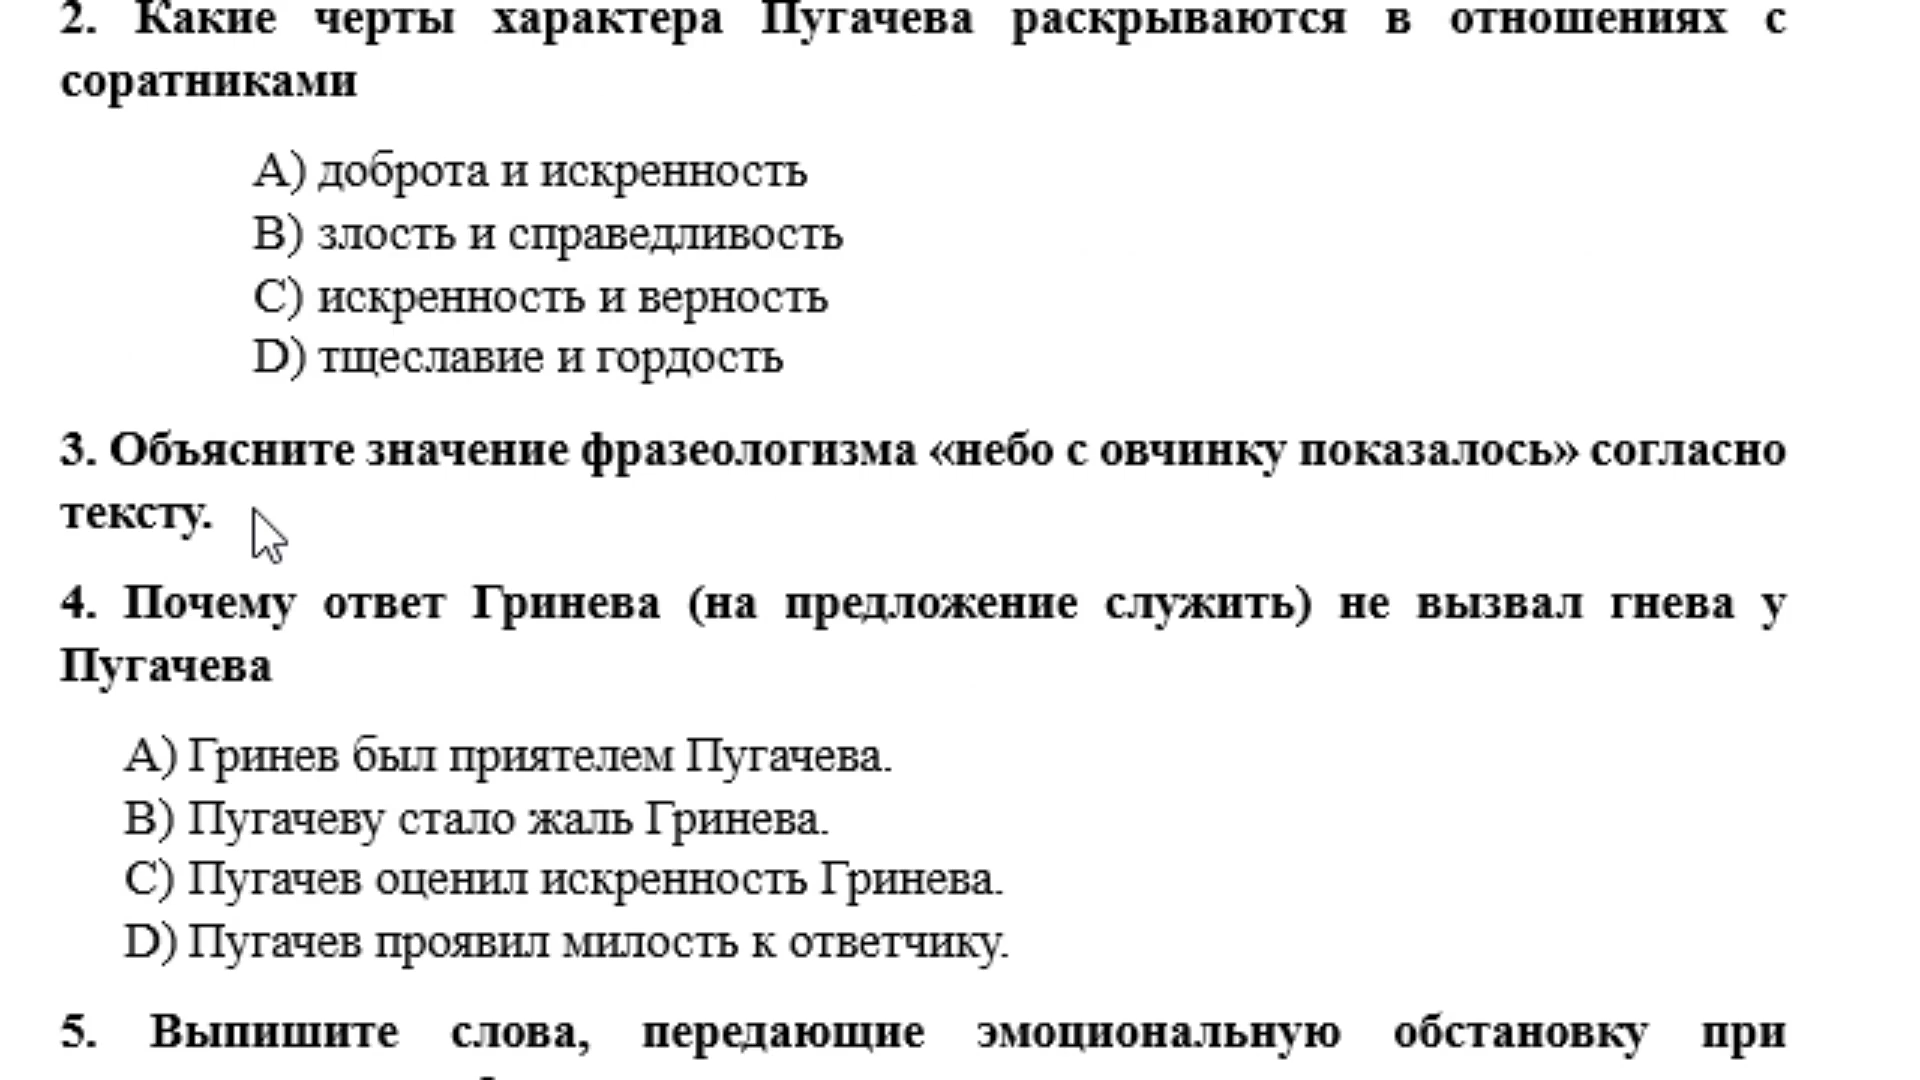 2. Какие черты характера Пугачева раскрываются в отношениях с
соратниками
A) доброта и искренность
B) злость и справедливость
C) искренность и верность
D) тщеславие и гордость
3. Объясните значение фразеологизма «небо с овчинку показалось» согласно
тексту.
4. Почему ответ Гринева (на предложение служить) не вызвал гнева у
Пугачева
A) Гринев был приятелем Пугачева.
B) Пугачеву стало жаль Гринева.
C) Пугачев оценил искренность Гринева.
D) Пугачев проявил милость к ответчику.
5. Выпишите слова, передающие эмоциональную обстановку при